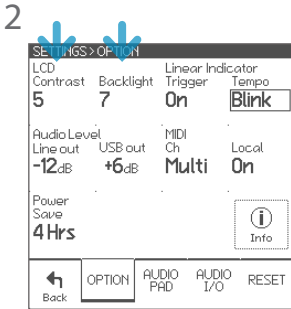 2
SETTINGS>OPTION
LCD
Linear Indicator
Contrast Backlight Trigger Tempo
5 7 On Blink
Audio Level MIDI
Line out USB out Ch Local
-12dB +6dB Multi On
Power
Save
4 Hrs
i
Info
Back
OPTION
AUDIO
PAD
AUDIO
I/O
RESET